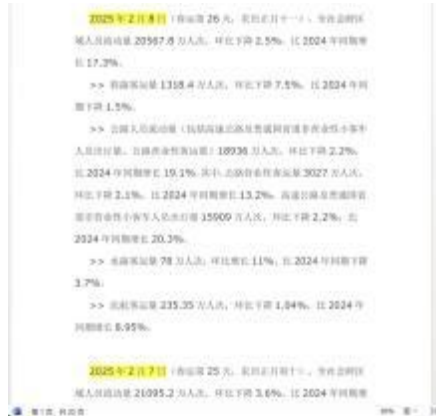 2025年2月8日（春运第26天，农历正月十一），全社会跨区
域人员流动量20567.8万人次，环比下降2.5%，比2024年同期增
长17.3%。
>> 铁路客运量1318.4万人次，环比下降7.5%，比2024年同
期下降1.5%。
>> 公路人员流动量（包括高速公路及普通国省道非营业性小客车
人员出行量、公路营业性客运量）18936万人次，环比下降2.2%，
比2024年同期增长19.1%。其中，公路营业性客运量3027万人次，
环比下降2.1%，比2024年同期增长13.2%；高速公路及普通国省
道非营业性小客车人员出行量15909万人次，环比下降2.2%，比
2024年同期增长20.3%。
>> 水路客运量78万人次，环比增长11%，比2024年同期下降
3.7%。
>> 民航客运量235.35万人次，环比下降1.04%，比2024年
同期增长6.95%。
2025年2月7日（春运第25天，农历正月初十），全社会跨区
域人员流动量21095.2万人次，环比下降3.6%，比2024年同期增